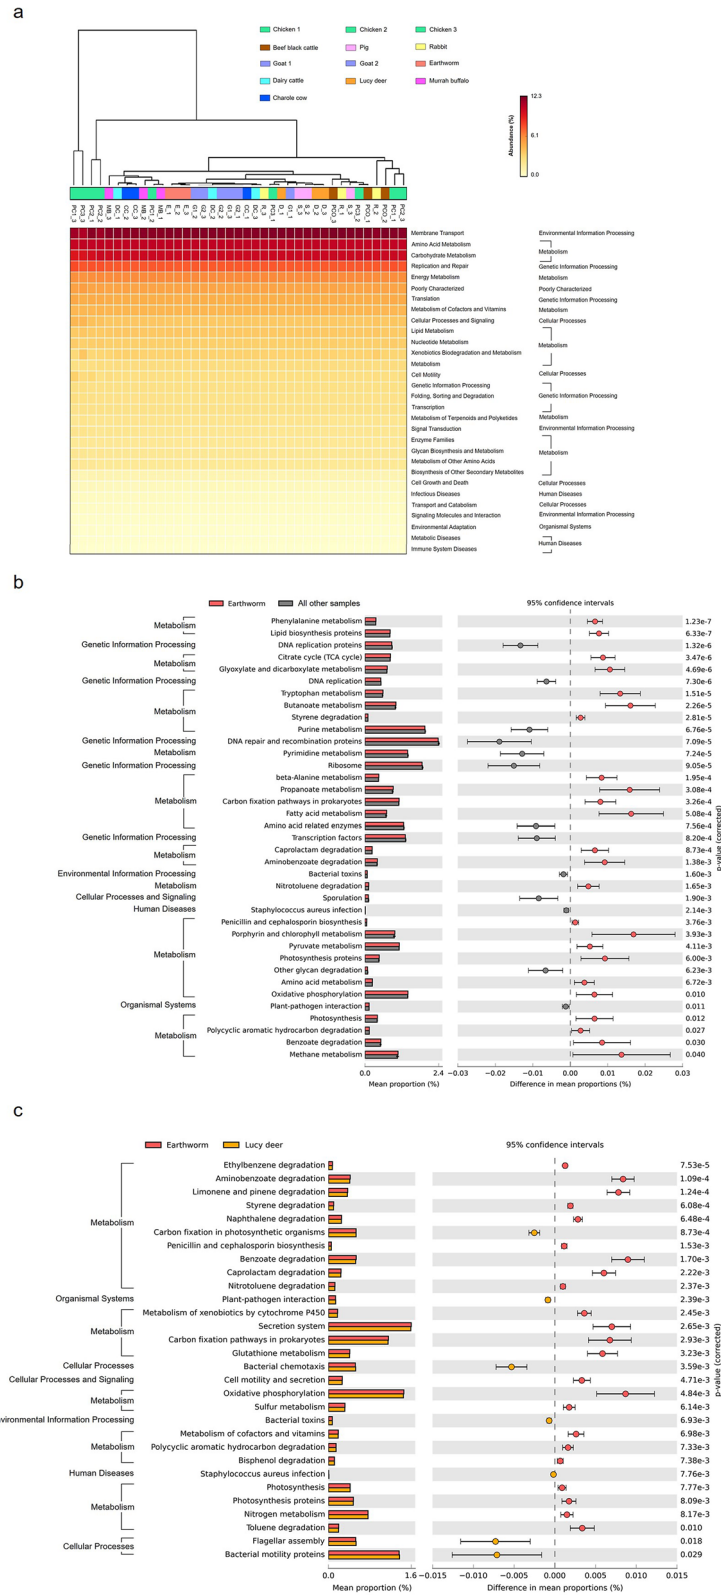 a
Chicken 1 Chicken 2 Chicken 3
Beef black cattle Pig Rabbit
Goat 1 Goat 2 Earthworm
Dairy cattle Lucy deer Murrah buffalo
Charole cow
Abundance (%)
12.3
6.1
0.0
Membrane Transport Environmental Information Processing
Amino Acid Metabolism
Metabolism
Carbohydrate Metabolism
Replication and Repair Genetic Information Processing
Energy Metabolism Metabolism
Poorly Characterized Poorly Characterized
Translation Genetic Information Processing
Metabolism of Cofactors and Vitamins Metabolism
Cellular Processes and Signaling Cellular Processes
Lipid Metabolism
Nucleotide Metabolism
Metabolism
Xenobiotics Biodegradation and Metabolism
Metabolism
Cell Motility Cellular Processes
Genetic Information Processing
Folding, Sorting and Degradation Genetic Information Processing
Transcription
Metabolism of Terpenoids and Polyketides Metabolism
Signal Transduction Environmental Information Processing
Enzyme Families
Glycan Biosynthesis and Metabolism Metabolism
Metabolism of Other Amino Acids
Biosynthesis of Other Secondary Metabolites
Cell Growth and Death Cellular Processes
Infectious Diseases Human Diseases
Transport and Catabolism Cellular Processes
Signaling Molecules and Interaction Environmental Information Processing
Environmental Adaptation Organismal Systems
Metabolic Diseases
Human Diseases
Immune System Diseases
b
Earthworm All other samples 95% confidence intervals
Phenylalanine metabolism 1.23e-7
Metabolism
Lipid biosynthesis proteins 6.33e-7
Genetic Information Processing DNA replication proteins 1.32e-6
Citrate cycle (TCA cycle) 3.47e-6
Metabolism
Glyoxylate and dicarboxylate metabolism 4.69e-6
Genetic Information Processing DNA replication 7.30e-6
Tryptophan metabolism 1.51e-5
Butanoate metabolism 2.26e-5
Metabolism
Styrene degradation 2.81e-5
Purine metabolism 6.76e-5
Genetic Information Processing DNA repair and recombination proteins 7.09e-5
Metabolism Pyrimidine metabolism 7.24e-5
Genetic Information Processing Ribosome 9.05e-5
beta-Alanine metabolism 1.95e-4
Propanoate metabolism 3.08e-4
Metabolism Carbon fixation pathways in prokaryotes 3.26e-4
Fatty acid metabolism 5.08e-4
Amino acid related enzymes 7.56e-4
Genetic Information Processing Transcription factors 8.20e-4
Caprolactam degradation 8.73e-4
Metabolism
Aminobenzoate degradation 1.38e-3
Environmental Information Processing Bacterial toxins 1.60e-3
Metabolism Nitrotoluene degradation 1.65e-3
Cellular Processes and Signaling Sporulation 1.90e-3
Human Diseases Staphylococcus aureus infection 2.14e-3
Penicillin and cephalosporin biosynthesis 3.76e-3
Porphyrin and chlorophyll metabolism 3.93e-3
Pyruvate metabolism 4.11e-3
Metabolism
Photosynthesis proteins 6.00e-3
Other glycan degradation 6.23e-3
Amino acid metabolism 6.72e-3
Oxidative phosphorylation 0.010
Organismal Systems Plant-pathogen interaction 0.011
Photosynthesis 0.012
Metabolism
Polycyclic aromatic hydrocarbon degradation 0.027
Benzoate degradation 0.030
Methane metabolism 0.040
p-value (corrected)
0.0 2.4 −0.03 −0.02 −0.01 0.00 0.01 0.02 0.03
Mean proportion (%) Difference in mean proportions (%)
c
Earthworm Lucy deer 95% confidence intervals
Ethylbenzene degradation 7.53e-5
Aminobenzoate degradation 1.09e-4
Limonene and pinene degradation 1.24e-4
Styrene degradation 6.08e-4
Metabolism
Naphthalene degradation 6.48e-4
Carbon fixation in photosynthetic organisms 8.73e-4
Penicillin and cephalosporin biosynthesis 1.53e-3
Benzoate degradation 1.70e-3
Caprolactam degradation 2.22e-3
Nitrotoluene degradation 2.37e-3
Organismal Systems Plant-pathogen interaction 2.39e-3
Metabolism of xenobiotics by cytochrome P450 2.45e-3
Secretion system 2.65e-3
Metabolism
Carbon fixation pathways in prokaryotes 2.93e-3
Glutathione metabolism 3.23e-3
Cellular Processes Bacterial chemotaxis 3.59e-3
Cellular Processes and Signaling Cell motility and secretion 4.71e-3
Oxidative phosphorylation 4.84e-3
Metabolism
Sulfur metabolism 6.14e-3
nvironmental Information Processing Bacterial toxins 6.93e-3
Metabolism of cofactors and vitamins 6.98e-3
Metabolism Polycyclic aromatic hydrocarbon degradation 7.33e-3
Bisphenol degradation 7.38e-3
Human Diseases Staphylococcus aureus infection 7.76e-3
Photosynthesis 7.77e-3
Photosynthesis proteins 8.09e-3
Metabolism
Nitrogen metabolism 8.17e-3
Toluene degradation 0.010
Flagellar assembly 0.018
Cellular Processes
Bacterial motility proteins 0.029
p-value (corrected)
0.0 1.6 −0.015 −0.010 −0.005 0.000 0.005 0.010 0.015
Mean proportion (%) Difference in mean proportions (%)